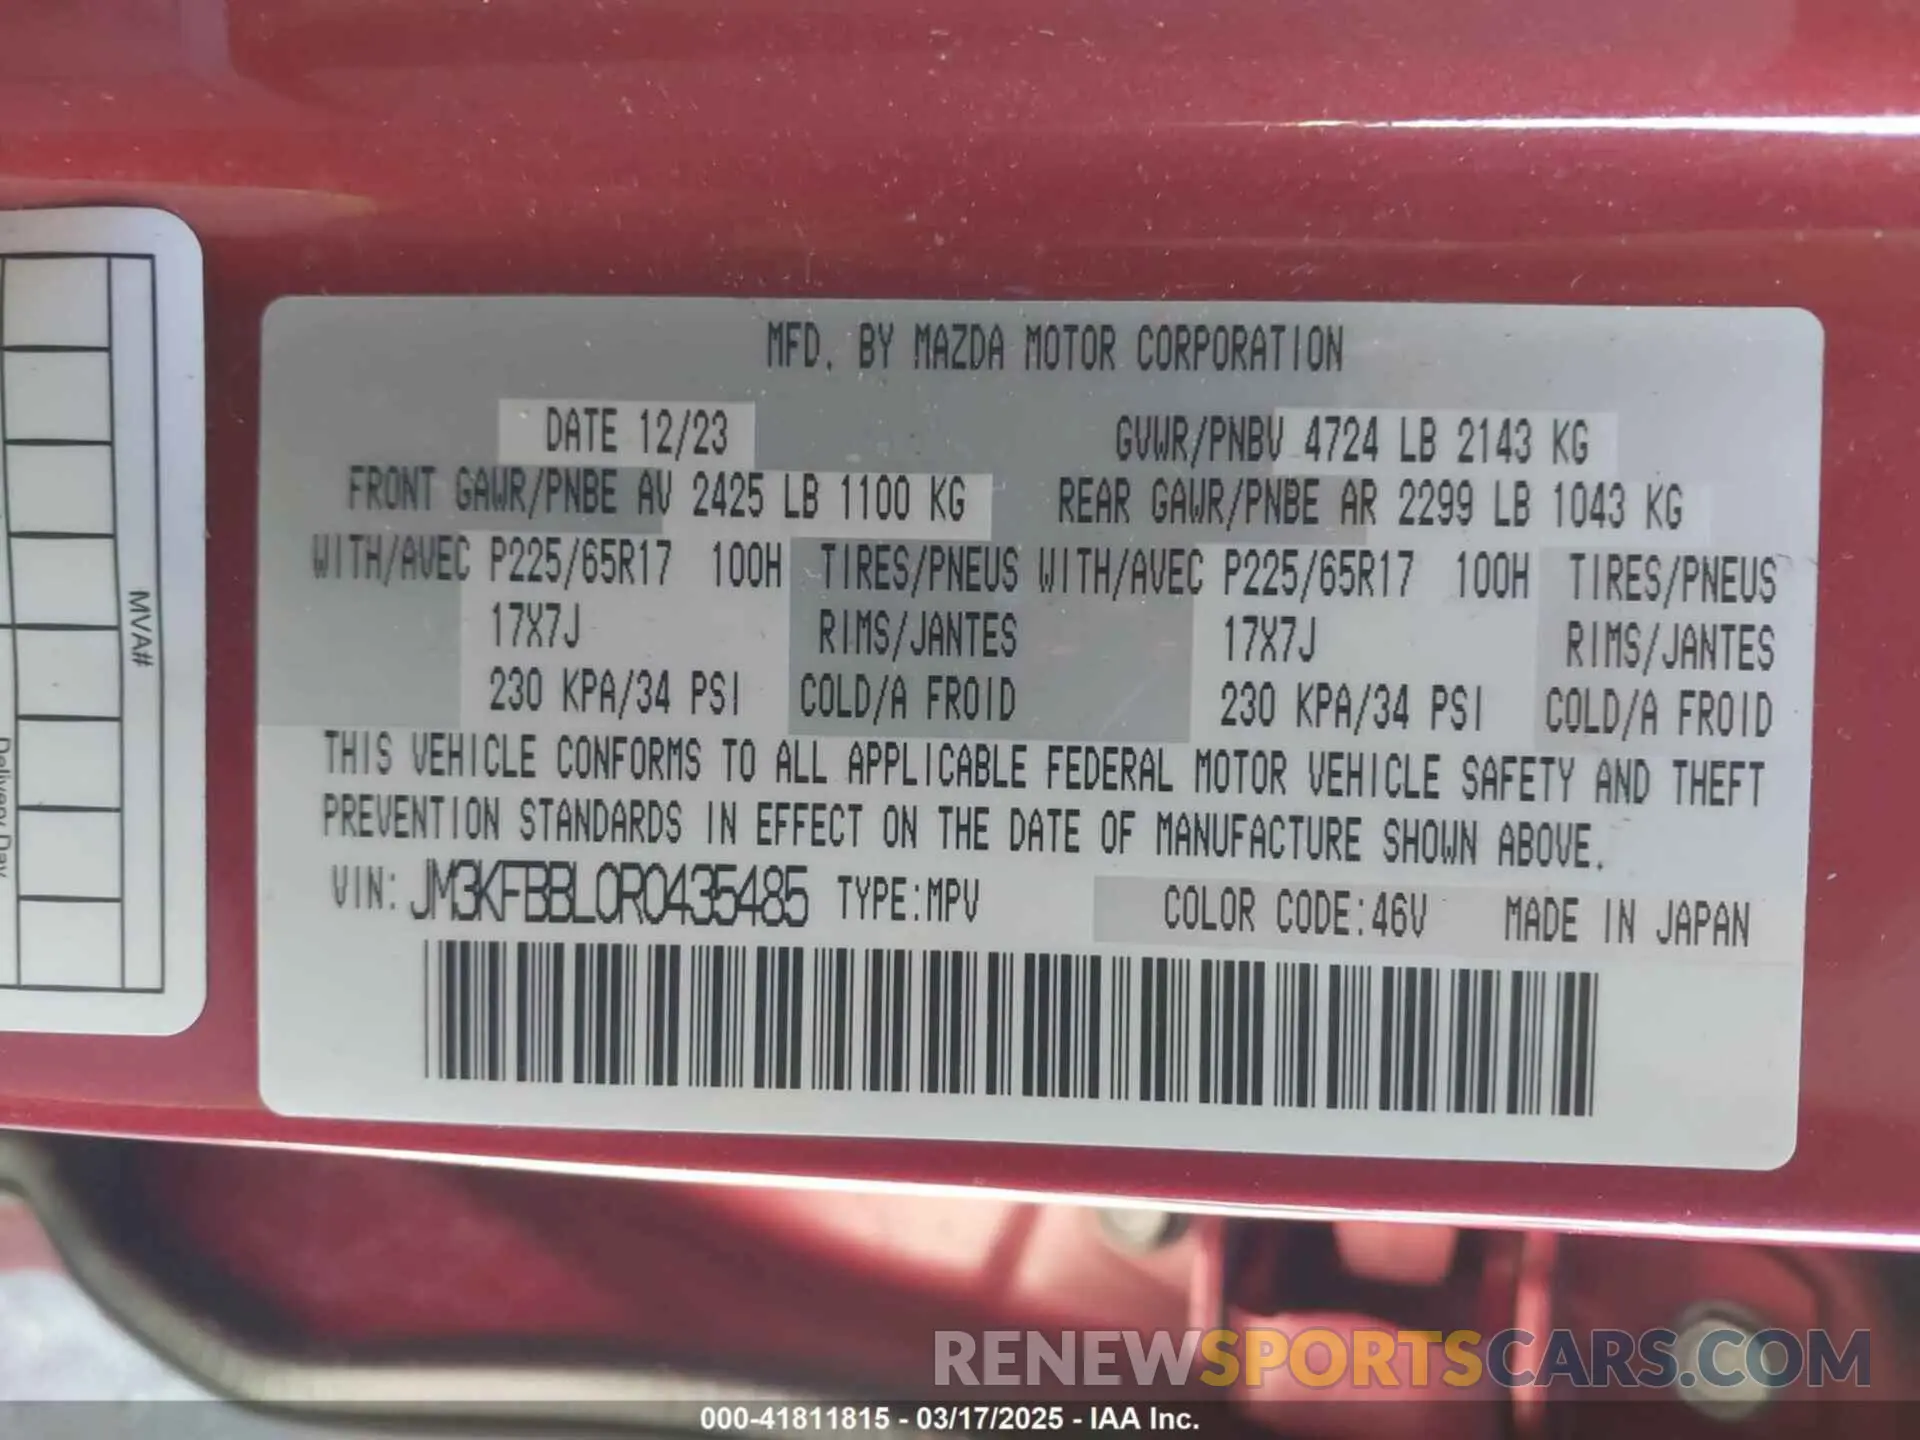 MFD. BY MAZDA MOTOR CORPORATION
DATE 12/23 GVWR/PNBV 4724 LB 2143 KG
FRONT GAWR/PNBE AV 2425 LB 1100 KG REAR GAWR/PNBE AR 2299 LB 1043 KG
WITH/AVEC P225/65R17 100H TIRES/PNEUS WITH/AVEC P225/65R17 100H TIRES/PNEUS
17X7J RIMS/JANTES 17X7J RIMS/JANTES
230 KPA/34 PSI COLD/A FROID 230 KPA/34 PSI COLD/A FROID
THIS VEHICLE CONFORMS TO ALL APPLICABLE FEDERAL MOTOR VEHICLE SAFETY AND THEFT
PREVENTION STANDARDS IN EFFECT ON THE DATE OF MANUFACTURE SHOWN ABOVE.
VIN: JM3KFBBL0R0435485 TYPE:MPV COLOR CODE:46V MADE IN JAPAN
MVA#
Delivery Day
RENEWSPORTSCARS.COM
000-41811815 - 03/17/2025 - IAA Inc.